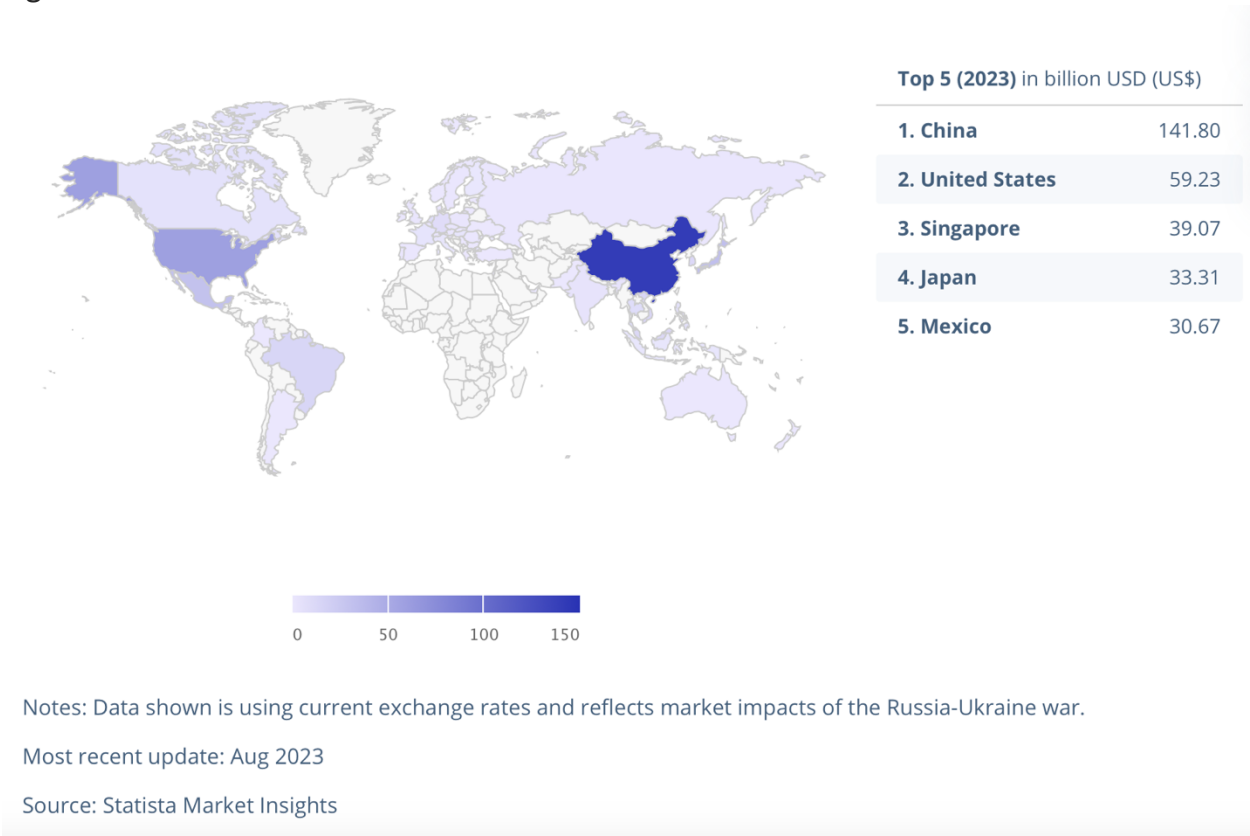 Top 5 (2023) in billion USD (US$)
1. China 141.80
2. United States 59.23
3. Singapore 39.07
4. Japan 33.31
5. Mexico 30.67
0 50 100 150
Notes: Data shown is using current exchange rates and reflects market impacts of the Russia-Ukraine war.
Most recent update: Aug 2023
Source: Statista Market Insights